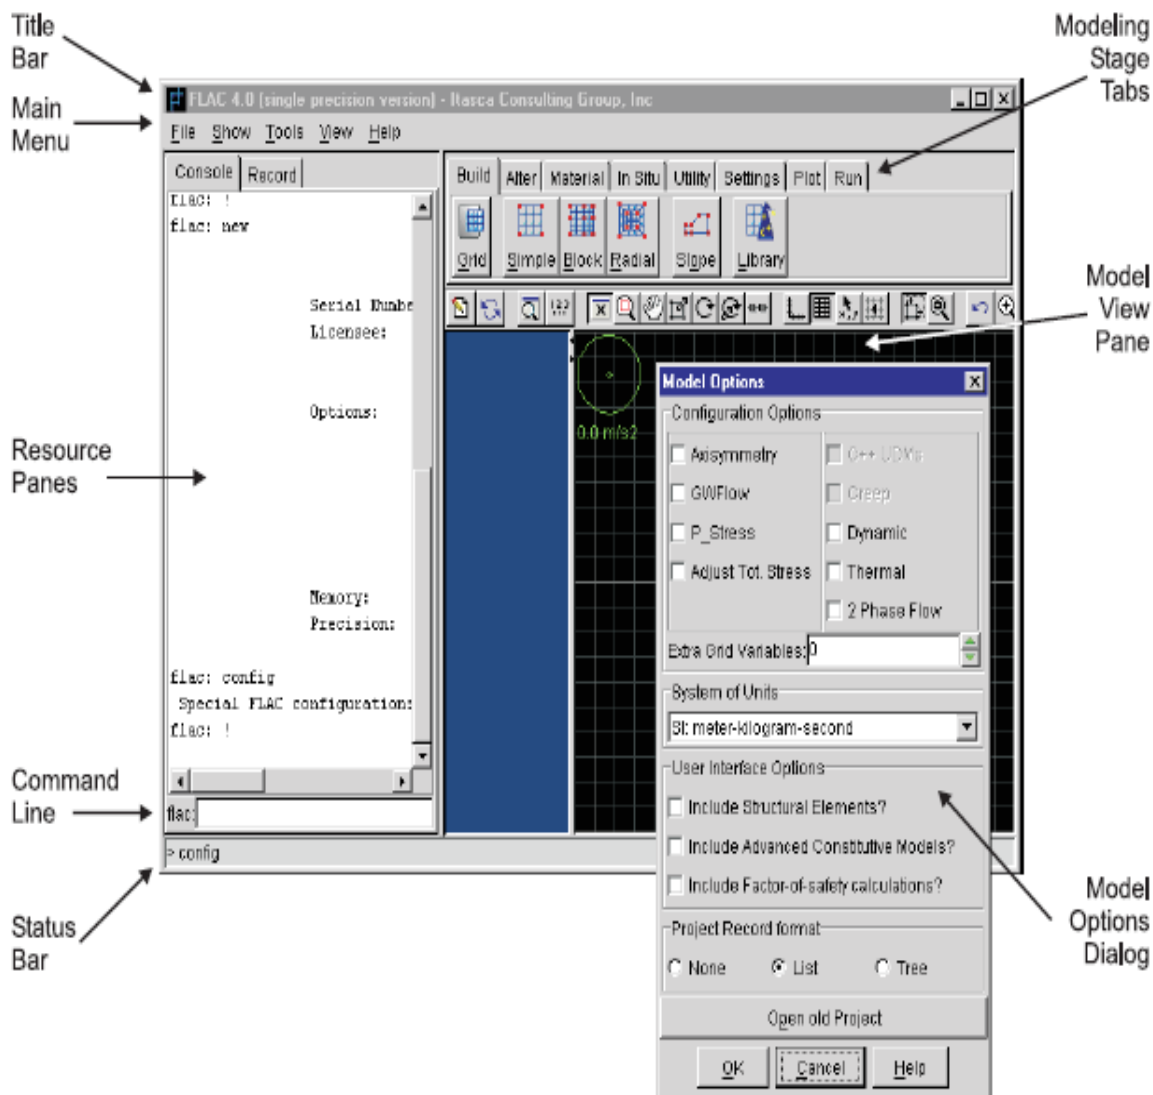 Title
Bar
Modeling
Stage
Tabs
FLAC 4.0 (single precision version) - Itasca Consulting Group, Inc
Main
Menu
File Show Tools View Help
Console Record
Build Alter Material In Situ Utility Settings Plot Run
flac: !
flac: new
Grid Simple Block Radial Slope Library
Model
View
Pane
Serial Numbe
Licensee:
Options:
0.0 m/s2
Resource
Panes
Memory:
Precision:
flac: config
Special FLAC configuration:
flac: !
Command
Line
flac:
> config
Status
Bar
Model Options
Configuration Options
Axisymmetry
C++ UDMs
GWFlow
Creep
P_Stress
Dynamic
Adjust Tot. Stress
Thermal
2 Phase Flow
Extra Grid Variables: 0
System of Units
SI: meter-kilogram-second
User Interface Options
Include Structural Elements?
Include Advanced Constitutive Models?
Include Factor-of-safety calculations?
Model
Options
Dialog
Project Record format
None List Tree
Open old Project
OK Cancel Help